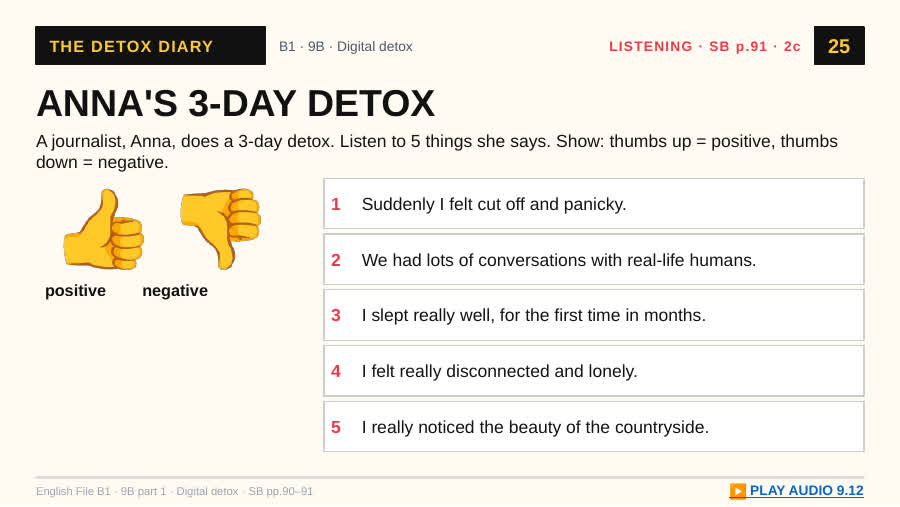 THE DETOX DIARY
B1 · 9B · Digital detox
LISTENING · SB p.91 · 2c
25
ANNA'S 3-DAY DETOX
A journalist, Anna, does a 3-day detox. Listen to 5 things she says. Show: thumbs up = positive, thumbs
down = negative.
positive
negative
1 Suddenly I felt cut off and panicky.
2 We had lots of conversations with real-life humans.
3 I slept really well, for the first time in months.
4 I felt really disconnected and lonely.
5 I really noticed the beauty of the countryside.
English File B1 · 9B part 1 · Digital detox · SB pp.90–91
▶️ PLAY AUDIO 9.12